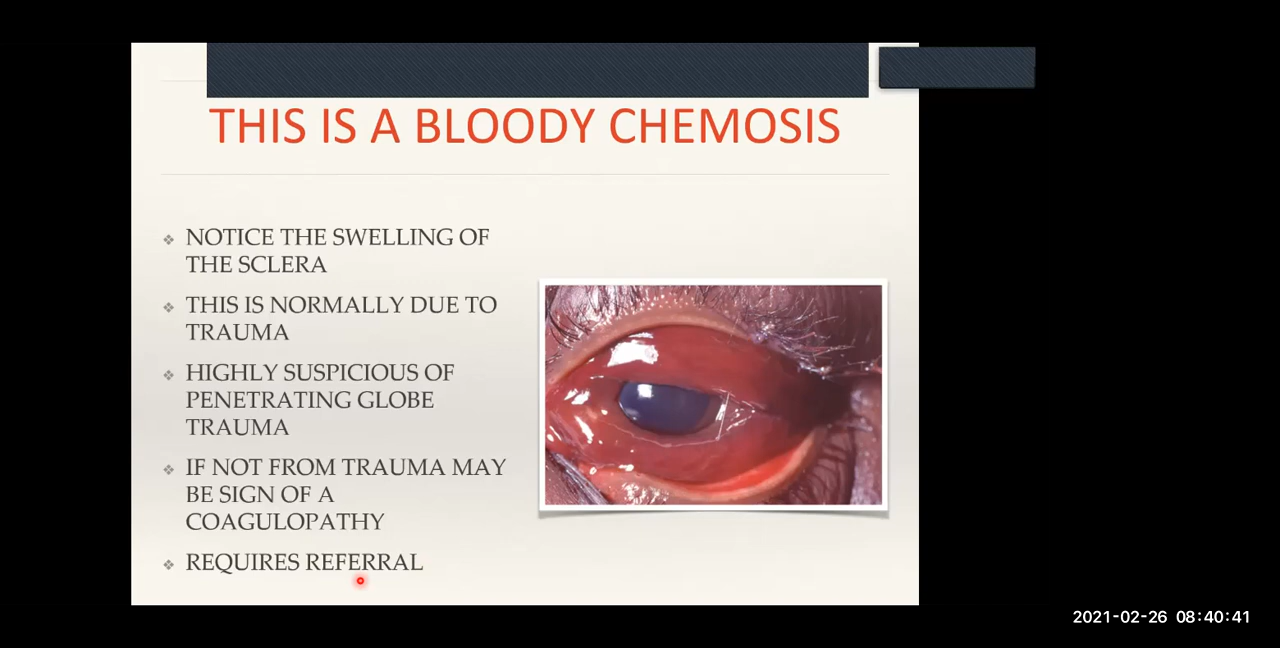 THIS IS A BLOODY CHEMOSIS
NOTICE THE SWELLING OF
THE SCLERA
THIS IS NORMALLY DUE TO
TRAUMA
HIGHLY SUSPICIOUS OF
PENETRATING GLOBE
TRAUMA
IF NOT FROM TRAUMA MAY
BE SIGN OF A
COAGULOPATHY
REQUIRES REFERRAL
2021-02-26 08:40:41